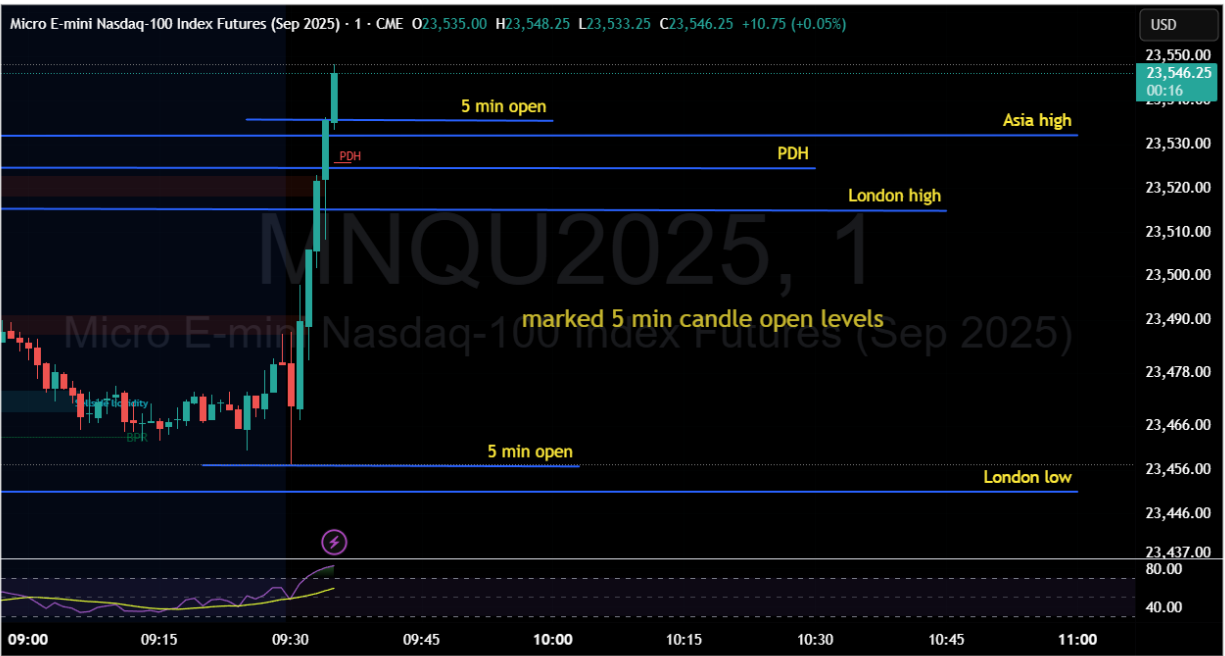 Micro E-mini Nasdaq-100 Index Futures (Sep 2025) · 1 · CME O23,535.00 H23,548.25 L23,533.25 C23,546.25 +10.75 (+0.05%)
USD
23,550.00
23,546.25
00:16
5 min open
Asia high
23,530.00
PDH
PDH
23,520.00
London high
23,510.00
MNQU2025, 1
23,500.00
marked 5 min candle open levels
23,490.00
Micro E-mini Nasdaq-100 Index Futures (Sep 2025)
23,478.00
liquidity
23,466.00
BPR
5 min open
23,456.00
London low
23,446.00
23,437.00
80.00
40.00
09:00 09:15 09:30 09:45 10:00 10:15 10:30 10:45 11:00